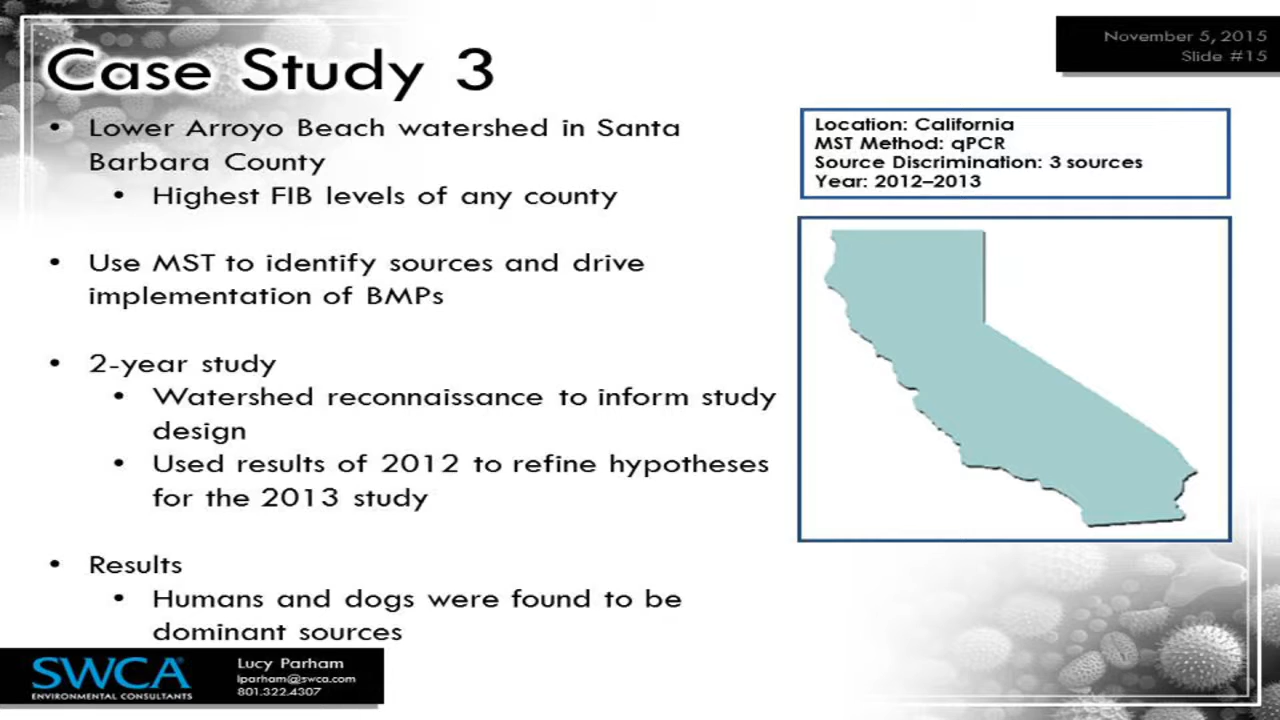 November 5, 2015
Slide #15
Case Study 3
• Lower Arroyo Beach watershed in Santa
Barbara County
• Highest FIB levels of any county
• Use MST to identify sources and drive
implementation of BMPs
• 2-year study
• Watershed reconnaissance to inform study
design
• Used results of 2012 to refine hypotheses
for the 2013 study
• Results
• Humans and dogs were found to be
dominant sources
Location: California
MST Method: qPCR
Source Discrimination: 3 sources
Year: 2012–2013
SWCA®
ENVIRONMENTAL CONSULTANTS
Lucy Parham
lparham@swca.com
801.322.4307